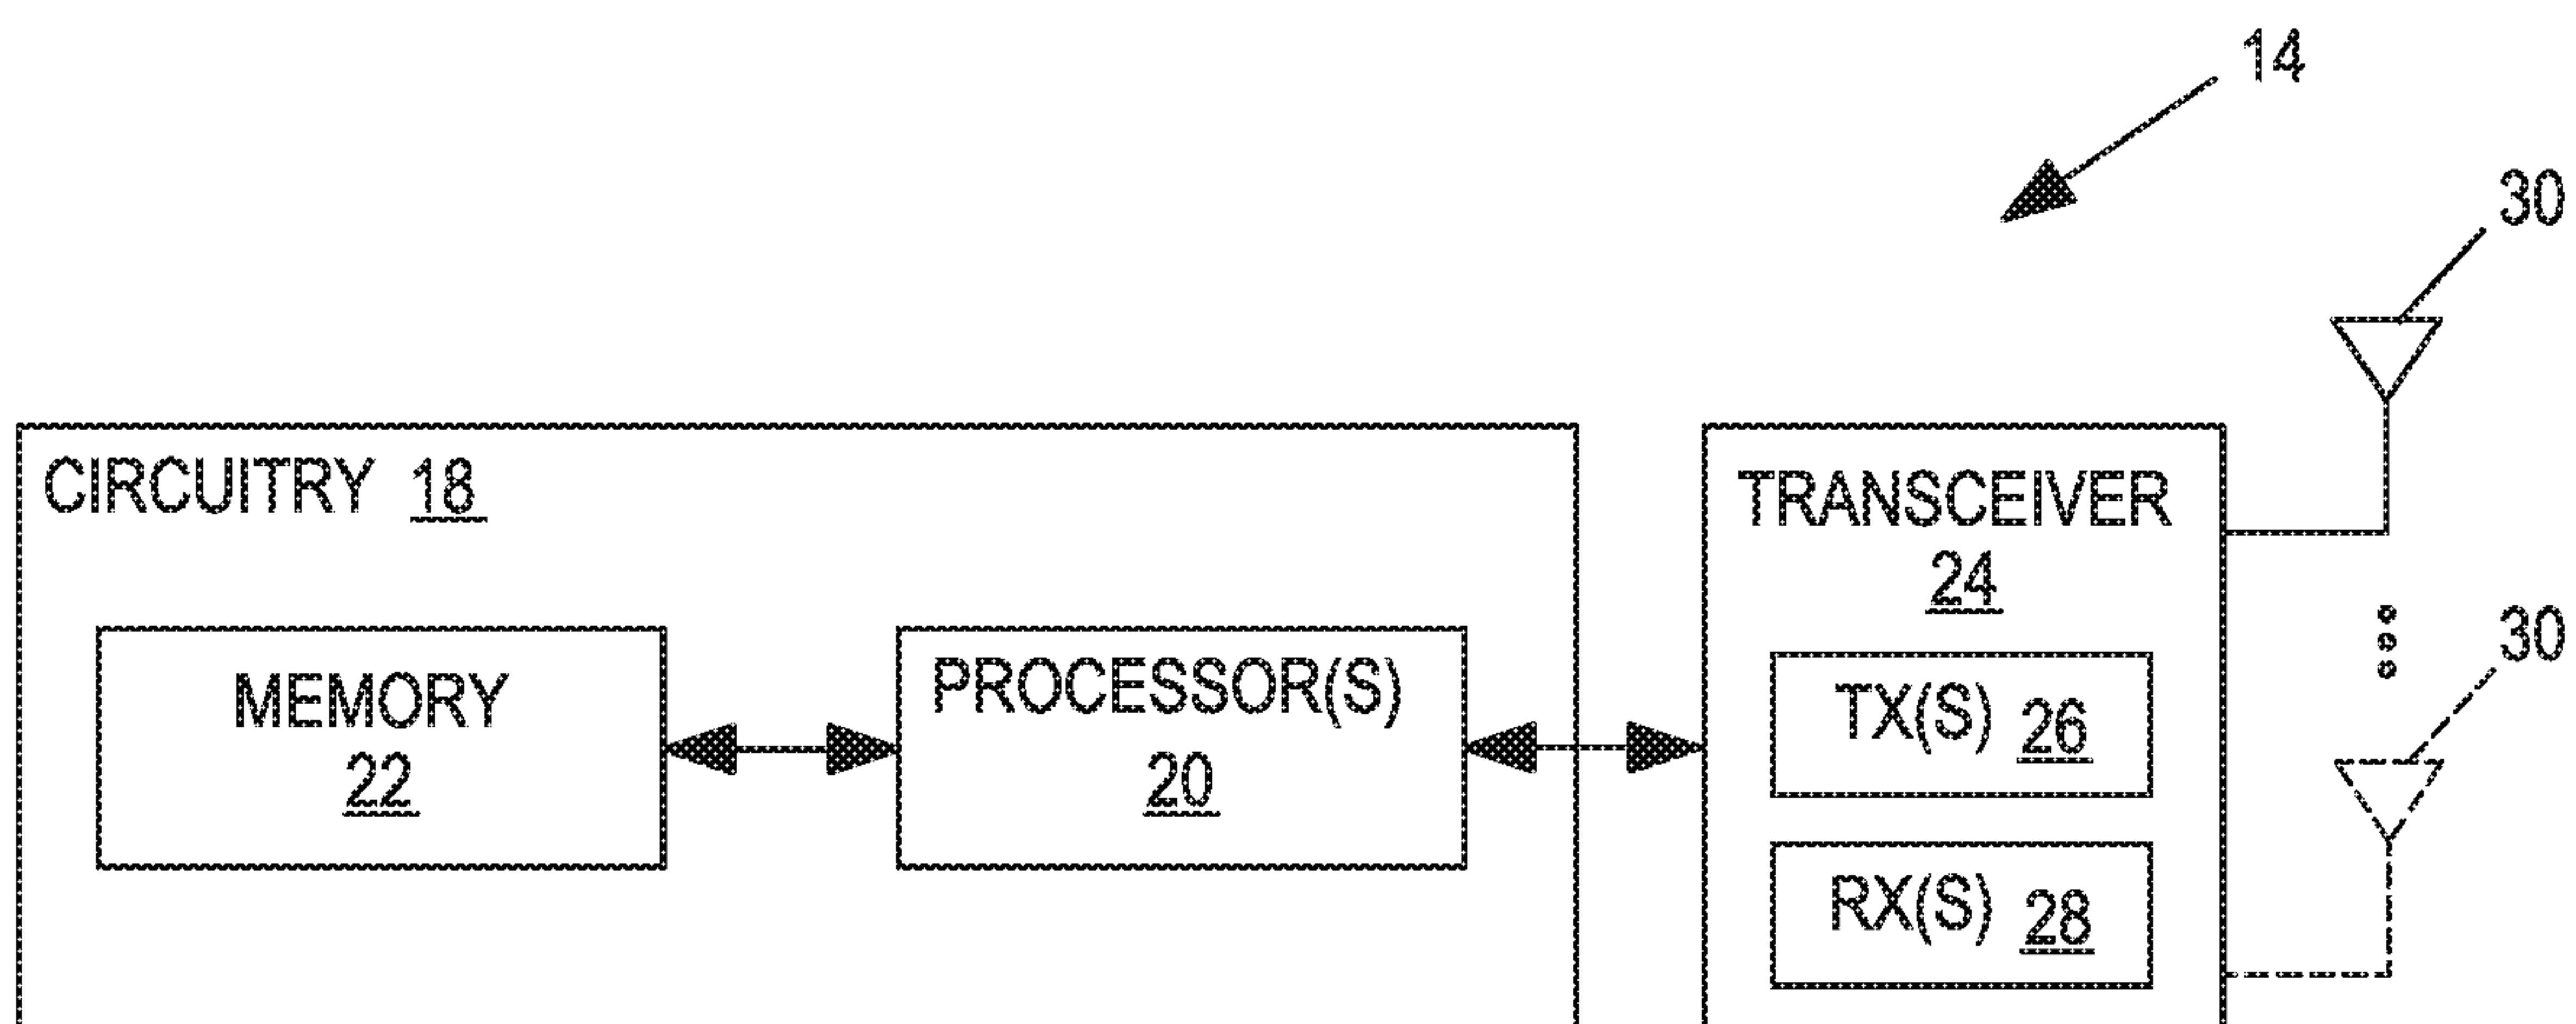 14
30
CIRCUITRY 18
TRANSCEIVER
24
30
MEMORY
22
PROCESSOR(S)
20
TX(S) 26
RX(S) 28